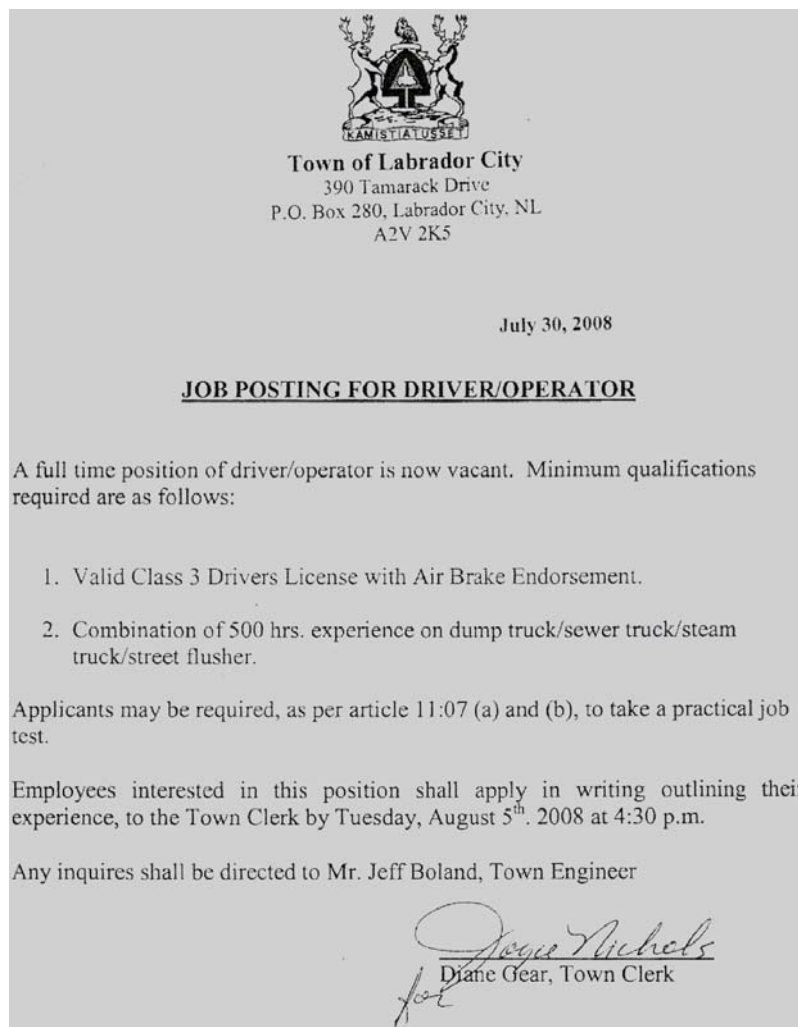 KAMISTIATUSSET
Town of Labrador City
390 Tamarack Drive
P.O. Box 280, Labrador City, NL
A2V 2K5
July 30, 2008
JOB POSTING FOR DRIVER/OPERATOR
A full time position of driver/operator is now vacant. Minimum qualifications
required are as follows:
1. Valid Class 3 Drivers License with Air Brake Endorsement.
2. Combination of 500 hrs. experience on dump truck/sewer truck/steam
truck/street flusher.
Applicants may be required, as per article 11:07 (a) and (b), to take a practical job
test.
Employees interested in this position shall apply in writing outlining thei
experience, to the Town Clerk by Tuesday, August 5th. 2008 at 4:30 p.m.
Any inquires shall be directed to Mr. Jeff Boland, Town Engineer
Joyce Nichols
for Diane Gear, Town Clerk